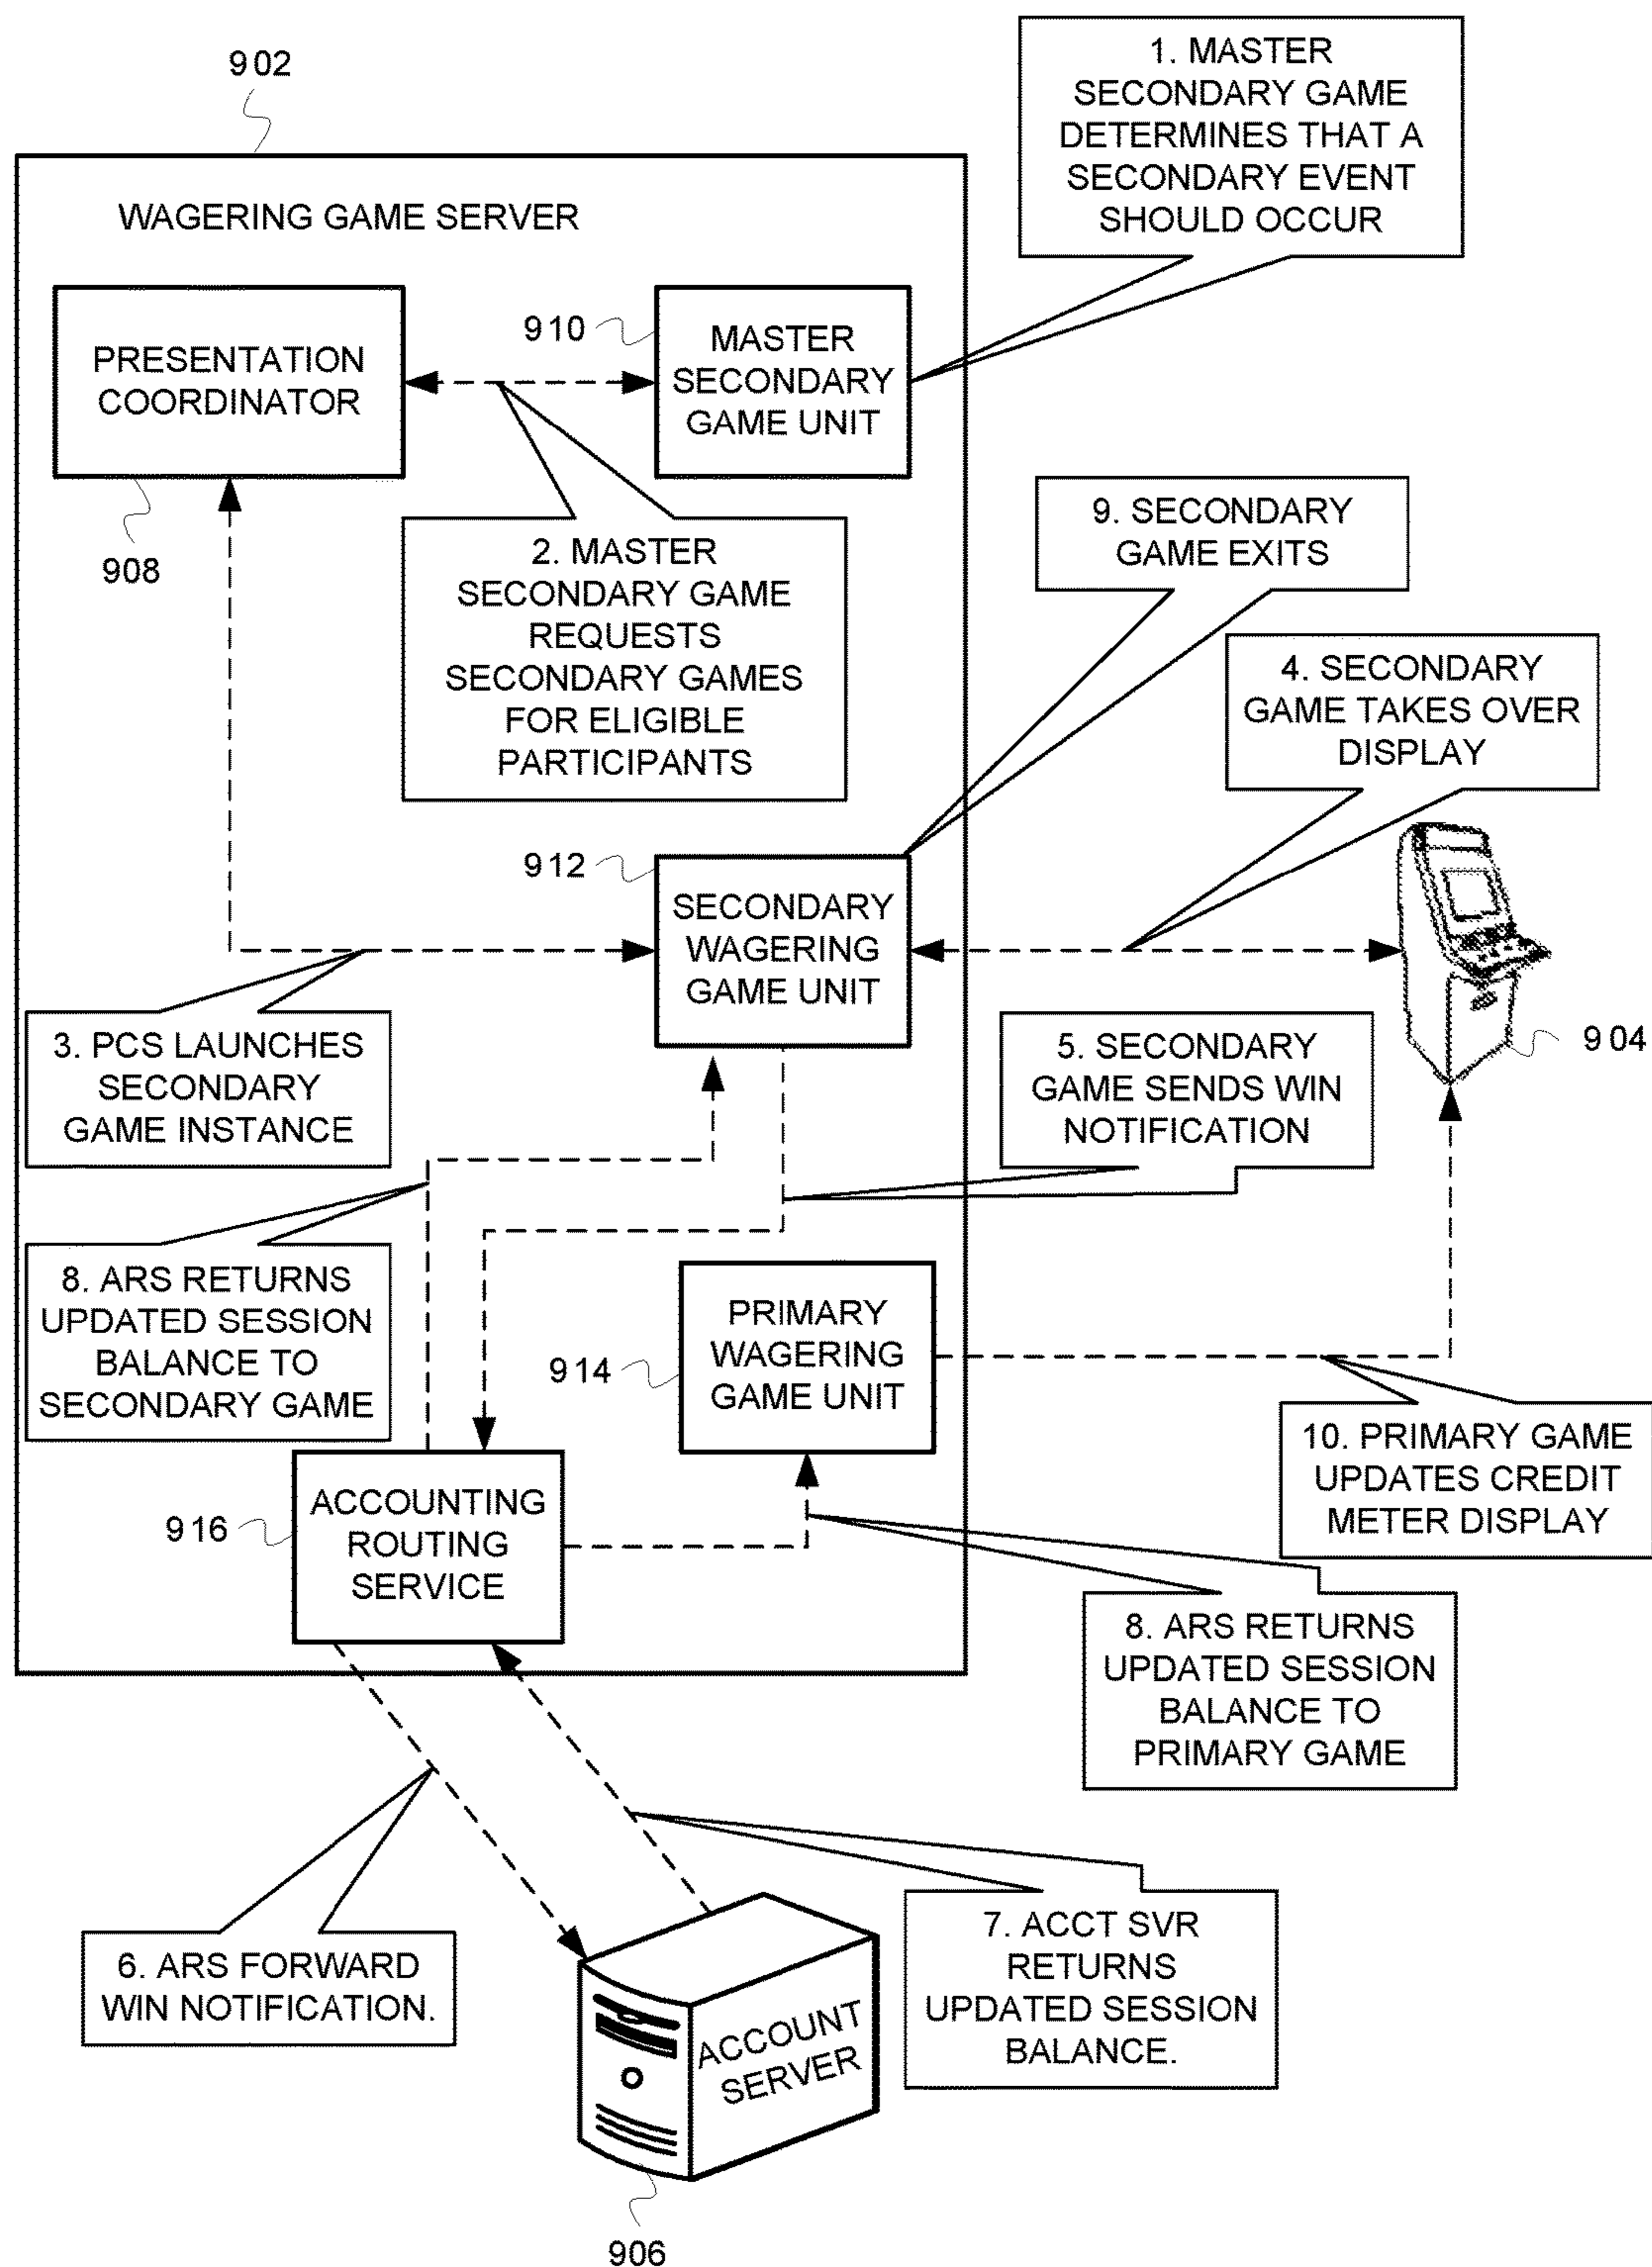 902
1. MASTER
SECONDARY GAME
DETERMINES THAT A
SECONDARY EVENT
SHOULD OCCUR
WAGERING GAME SERVER
PRESENTATION
COORDINATOR
908
910
MASTER
SECONDARY
GAME UNIT
2. MASTER
SECONDARY GAME
REQUESTS
SECONDARY GAMES
FOR ELIGIBLE
PARTICIPANTS
9. SECONDARY
GAME EXITS
4. SECONDARY
GAME TAKES OVER
DISPLAY
912
SECONDARY
WAGERING
GAME UNIT
904
3. PCS LAUNCHES
SECONDARY
GAME INSTANCE
5. SECONDARY
GAME SENDS WIN
NOTIFICATION
8. ARS RETURNS
UPDATED SESSION
BALANCE TO
SECONDARY GAME
914
PRIMARY
WAGERING
GAME UNIT
10. PRIMARY GAME
UPDATES CREDIT
METER DISPLAY
916
ACCOUNTING
ROUTING
SERVICE
8. ARS RETURNS
UPDATED SESSION
BALANCE TO
PRIMARY GAME
6. ARS FORWARD
WIN NOTIFICATION.
7. ACCT SVR
RETURNS
UPDATED SESSION
BALANCE.
ACCOUNT
SERVER
906